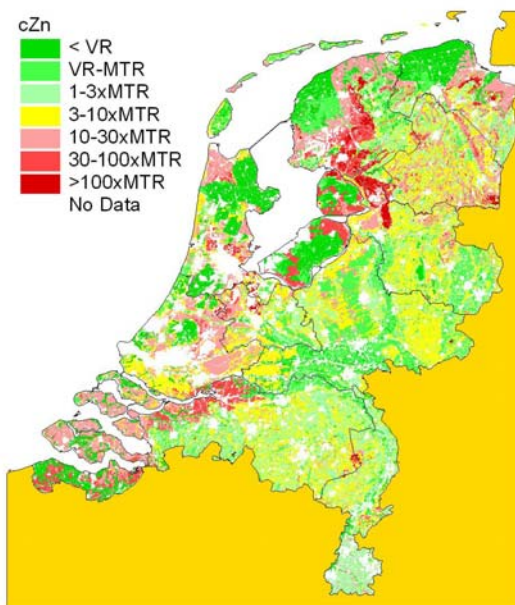 cZn
< VR
VR-MTR
1-3xMTR
3-10xMTR
10-30xMTR
30-100xMTR
>100xMTR
No Data